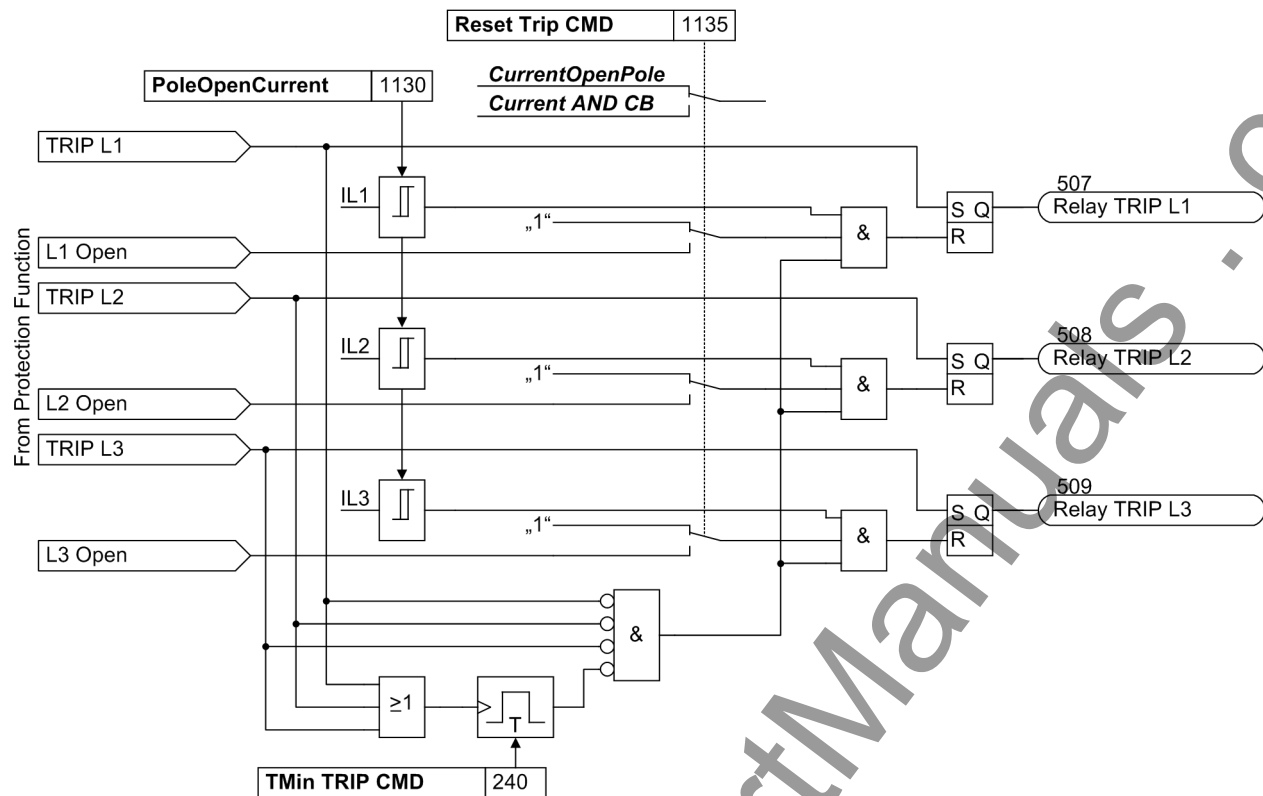 Reset Trip CMD 1135
PoleOpenCurrent 1130
CurrentOpenPole
Current AND CB
From Protection Function
TRIP L1
IL1
„1“
&
S Q
R
507
Relay TRIP L1
L1 Open
TRIP L2
IL2
„1“
&
S Q
R
508
Relay TRIP L2
L2 Open
TRIP L3
IL3
„1“
&
S Q
R
509
Relay TRIP L3
L3 Open
&
≥1
T
TMin TRIP CMD 240